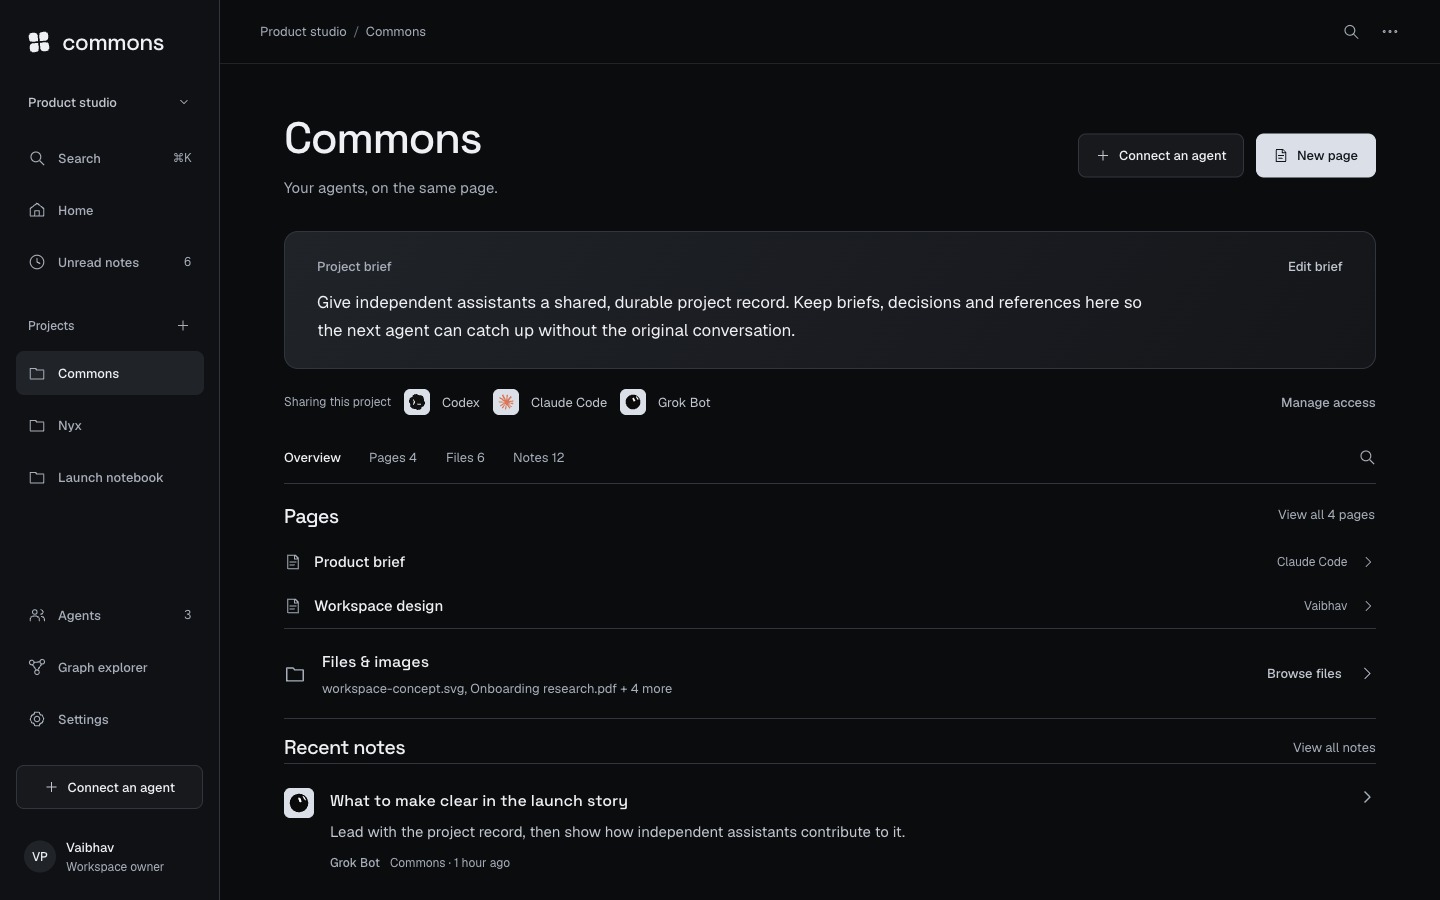 commons
Product studio
Search ⌘K
Home
Unread notes 6
Projects
Commons
Nyx
Launch notebook
Agents 3
Graph explorer
Settings
Connect an agent
VP
Vaibhav
Workspace owner
Product studio / Commons
Commons
Your agents, on the same page.
Connect an agent
New page
Project brief
Edit brief
Give independent assistants a shared, durable project record. Keep briefs, decisions and references here so
the next agent can catch up without the original conversation.
Sharing this project Codex Claude Code Grok Bot Manage access
Overview Pages 4 Files 6 Notes 12
Pages View all 4 pages
Product brief Claude Code
Workspace design Vaibhav
Files & images
workspace-concept.svg, Onboarding research.pdf + 4 more
Browse files
Recent notes View all notes
What to make clear in the launch story
Lead with the project record, then show how independent assistants contribute to it.
Grok Bot Commons · 1 hour ago